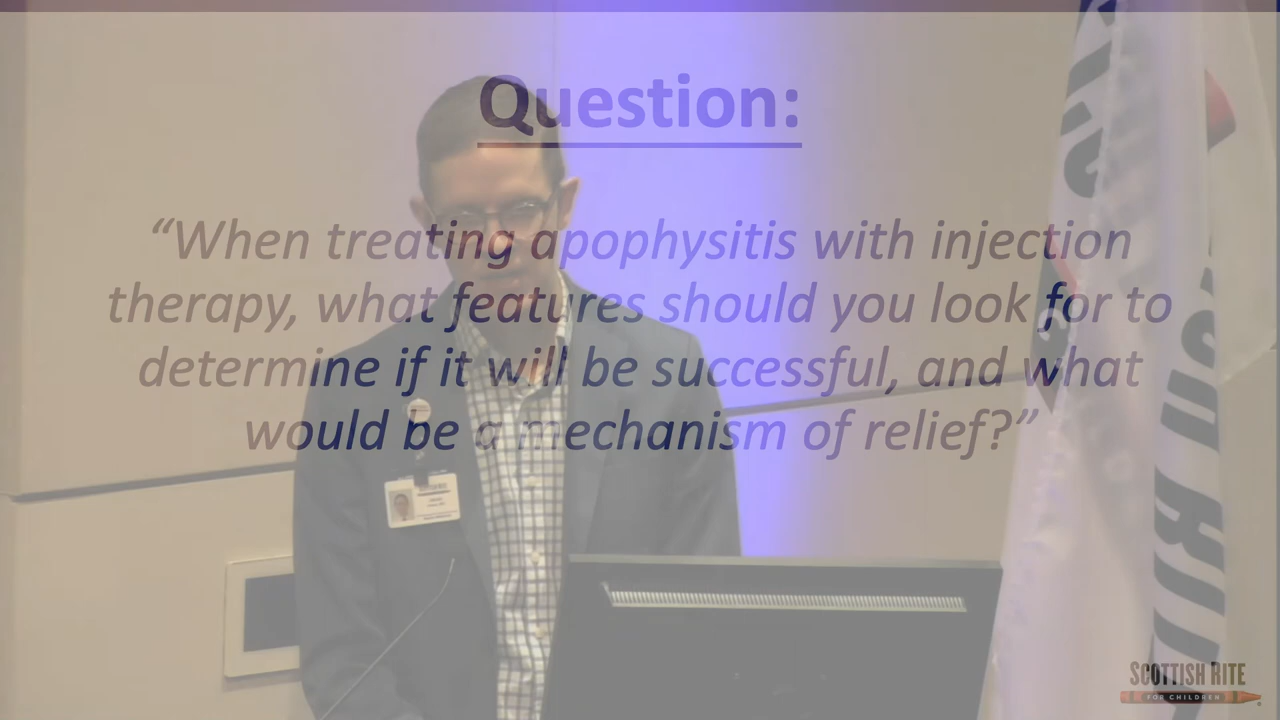 Question:
“When treating apophysitis with injection
therapy, what features should you look for to
determine if it will be successful, and what
would be a mechanism of relief?”
SCOTTISH RITE
FOR CHILDREN